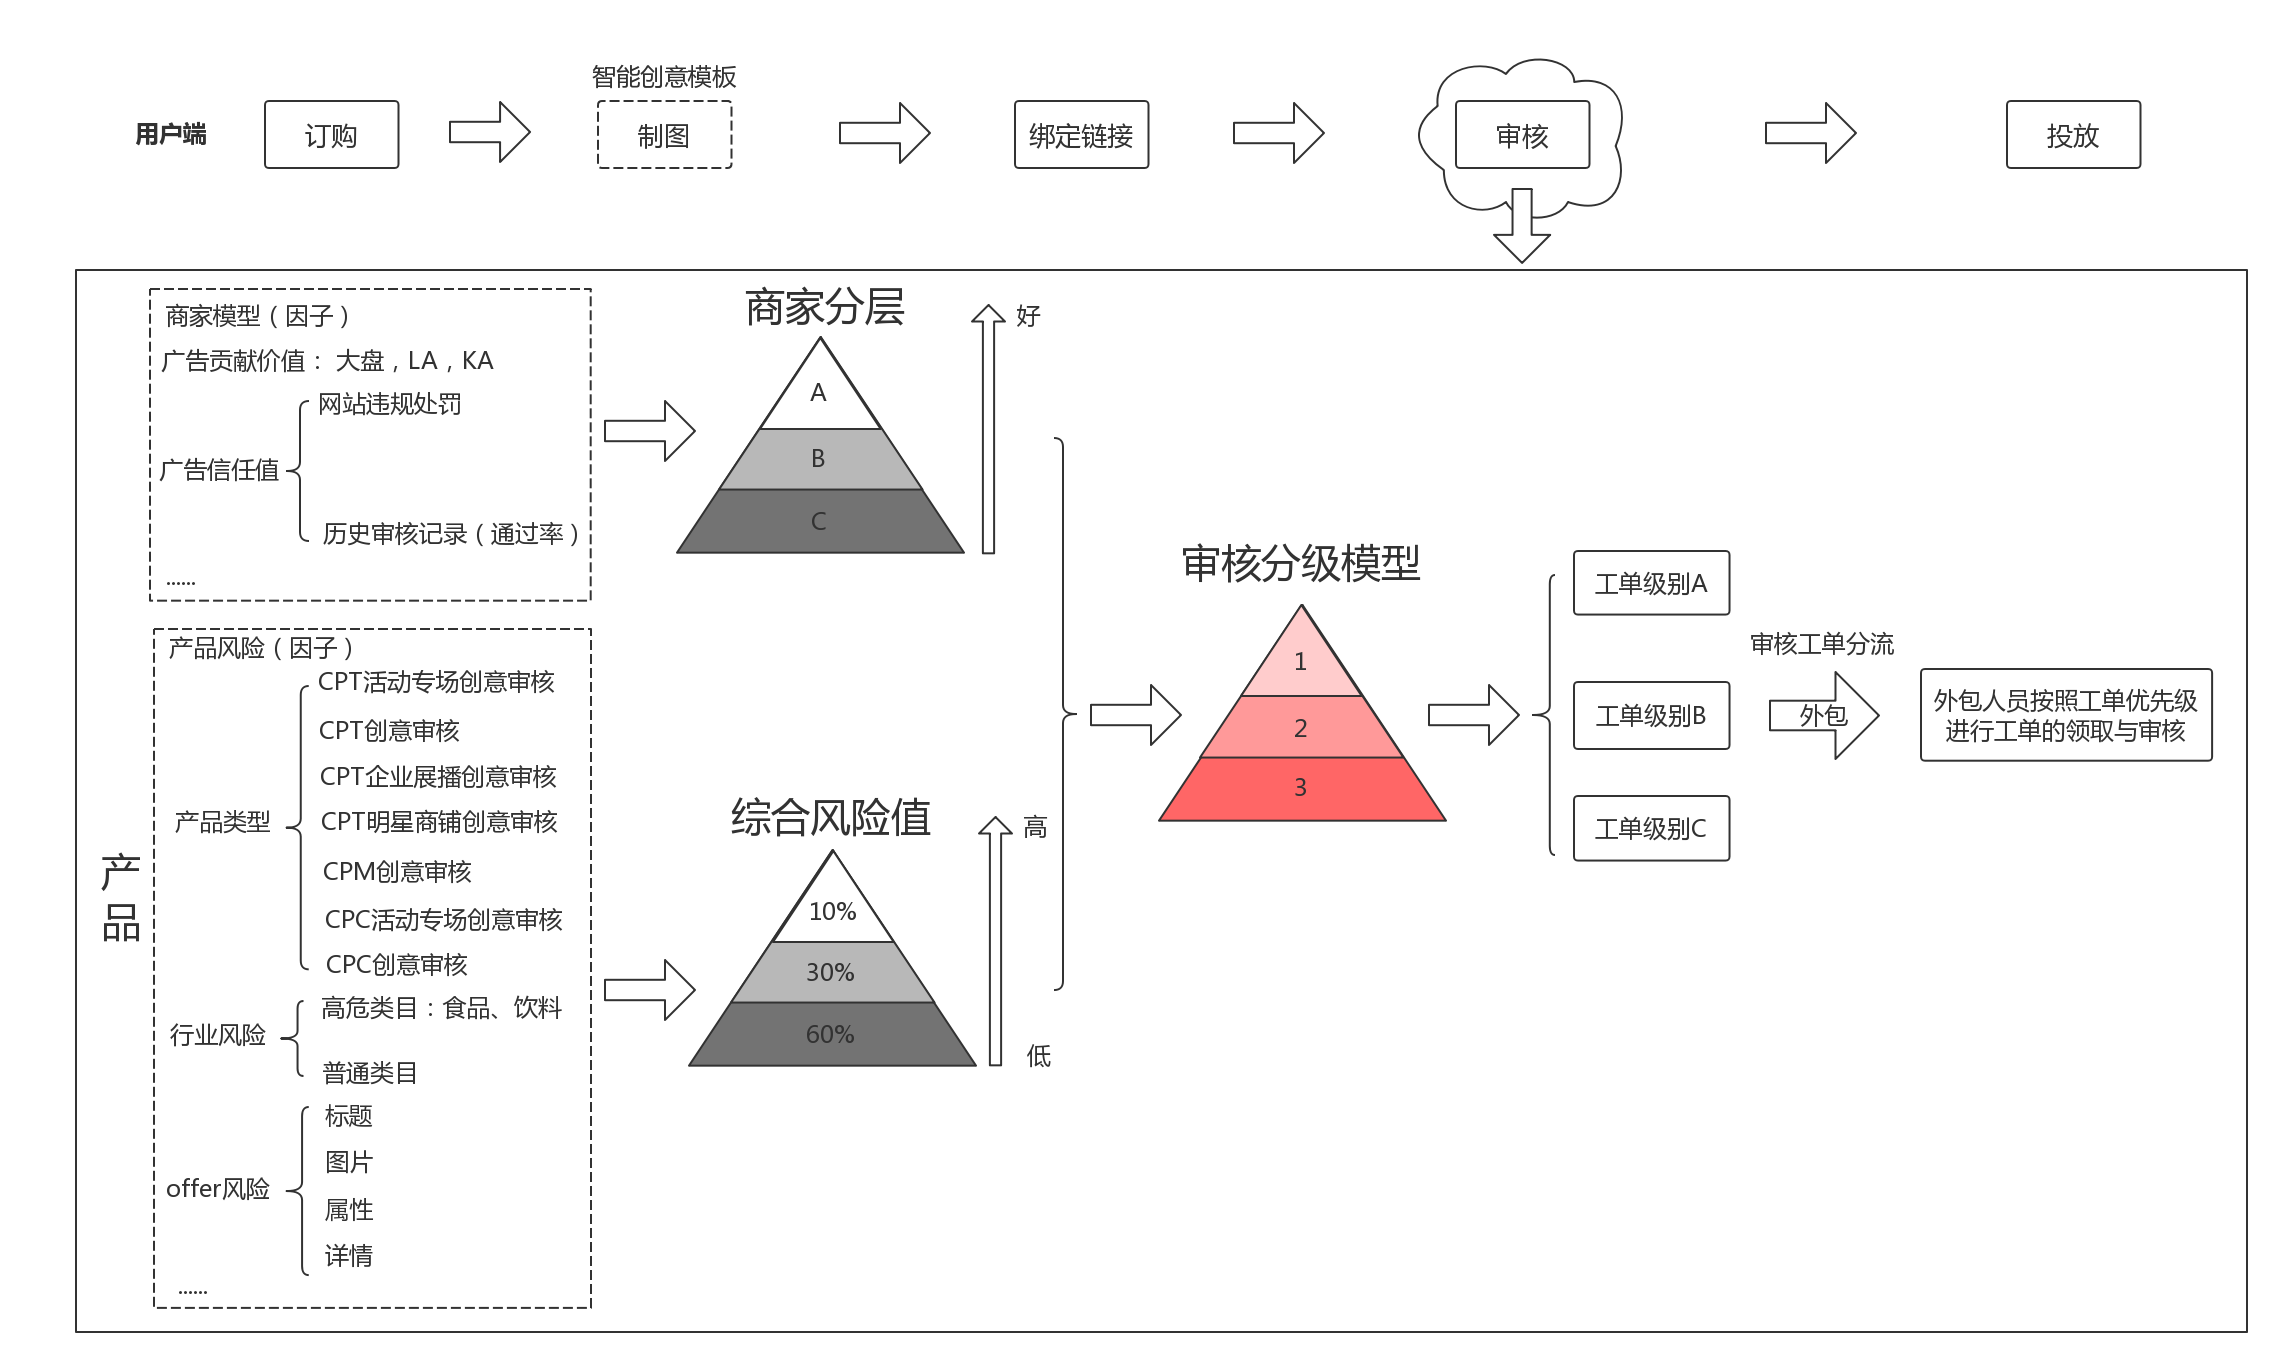 用户端
订购
智能创意模板
制图
绑定链接
审核
投放
商家模型（因子）
广告贡献价值： 大盘，LA，KA
网站违规处罚
广告信任值
历史审核记录（通过率）
......
商家分层
好
A
B
C
产品
产品风险（因子）
CPT活动专场创意审核
CPT创意审核
CPT企业展播创意审核
产品类型
CPT明星商铺创意审核
CPM创意审核
CPC活动专场创意审核
CPC创意审核
高危类目：食品、饮料
行业风险
普通类目
标题
图片
offer风险
属性
详情
......
综合风险值
高
10%
30%
60%
低
审核分级模型
1
2
3
工单级别A
工单级别B
工单级别C
审核工单分流
外包
外包人员按照工单优先级
进行工单的领取与审核